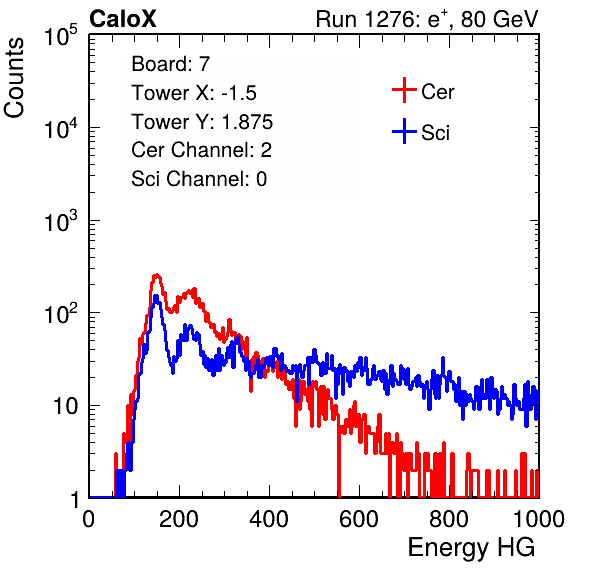 CaloX
Run 1276: e+, 80 GeV
Counts
Board: 7
Tower X: -1.5
Tower Y: 1.875
Cer Channel: 2
Sci Channel: 0
Cer
Sci
10^5
10^4
10^3
10^2
10
1
0 200 400 600 800 1000
Energy HG